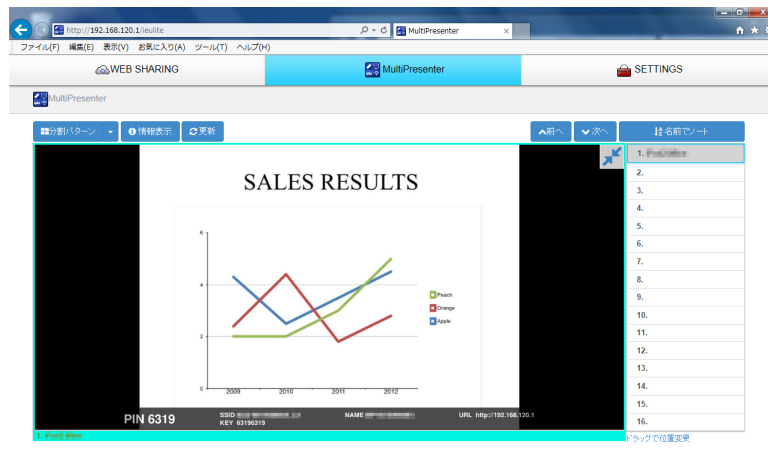 http://192.168.120.1/ieulite
MultiPresenter
ファイル(F) 編集(E) 表示(V) お気に入り(A) ツール(T) ヘルプ(H)
WEB SHARING
MultiPresenter
SETTINGS
MultiPresenter
分割パターン
情報表示
更新
前へ
次へ
名前でソート
SALES RESULTS
6
4
2
0
2009 2010 2011 2012
Peach
Orange
Apple
PIN 6319
SSID
KEY 63196319
NAME
URL http://192.168.120.1
1.
1.
2.
3.
4.
5.
6.
7.
8.
9.
10.
11.
12.
13.
14.
15.
16.
ドラッグで位置変更